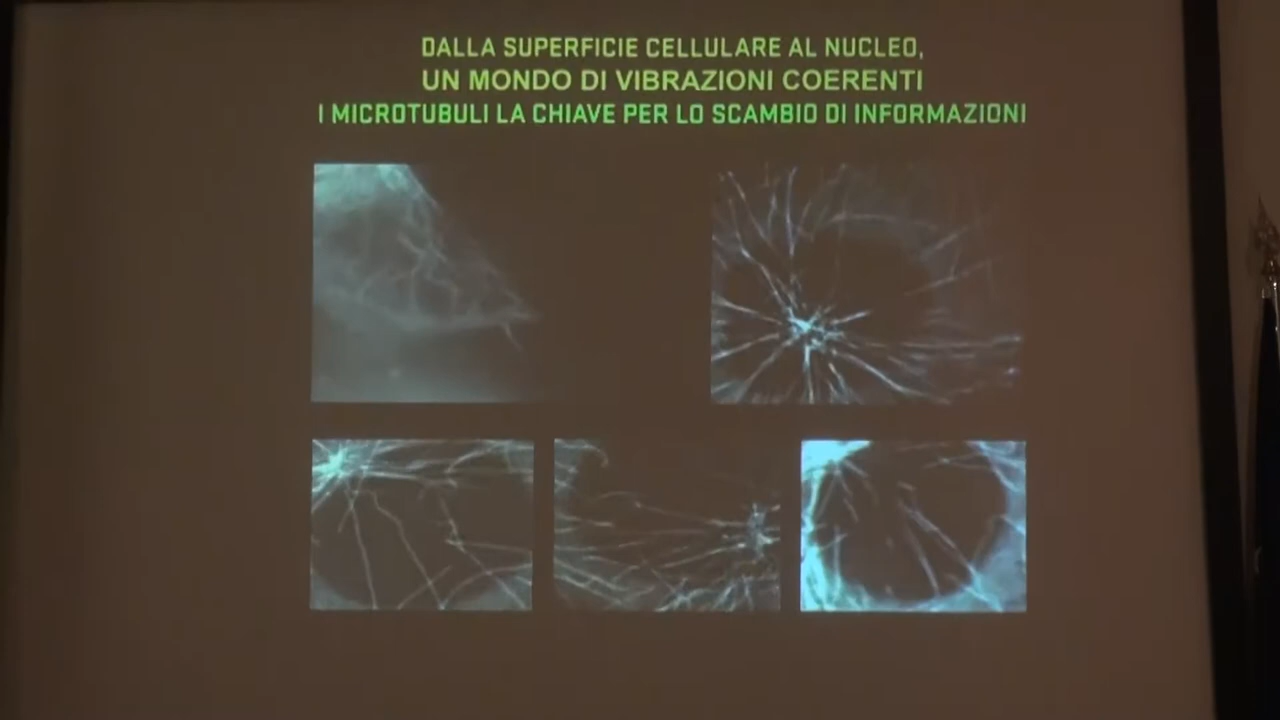 DALLA SUPERFICIE CELLULARE AL NUCLEO,
UN MONDO DI VIBRAZIONI COERENTI
I MICROTUBULI LA CHIAVE PER LO SCAMBIO DI INFORMAZIONI